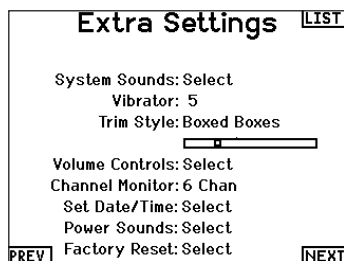 Extra Settings
LIST
System Sounds: Select
Vibrator: 5
Trim Style: Boxed Boxes
Volume Controls: Select
Channel Monitor: 6 Chan
Set Date/Time: Select
Power Sounds: Select
Factory Reset: Select
PREV
NEXT